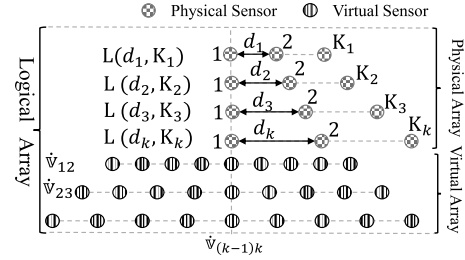 Physical Sensor Virtual Sensor
L(d₁, K₁) 1 d₁ 2 K₁
L (d₂, K₂) 1 d₂ 2 K₂
L (d₃, K₃) 1 d₃ 2 K₃
L (dₖ, Kₖ) 1 dₖ 2 Kₖ
Logical Array
Physical Array
Virtual Array
v̇₁₂
v̇₂₃
v̇₍ₖ₋₁₎ₖ